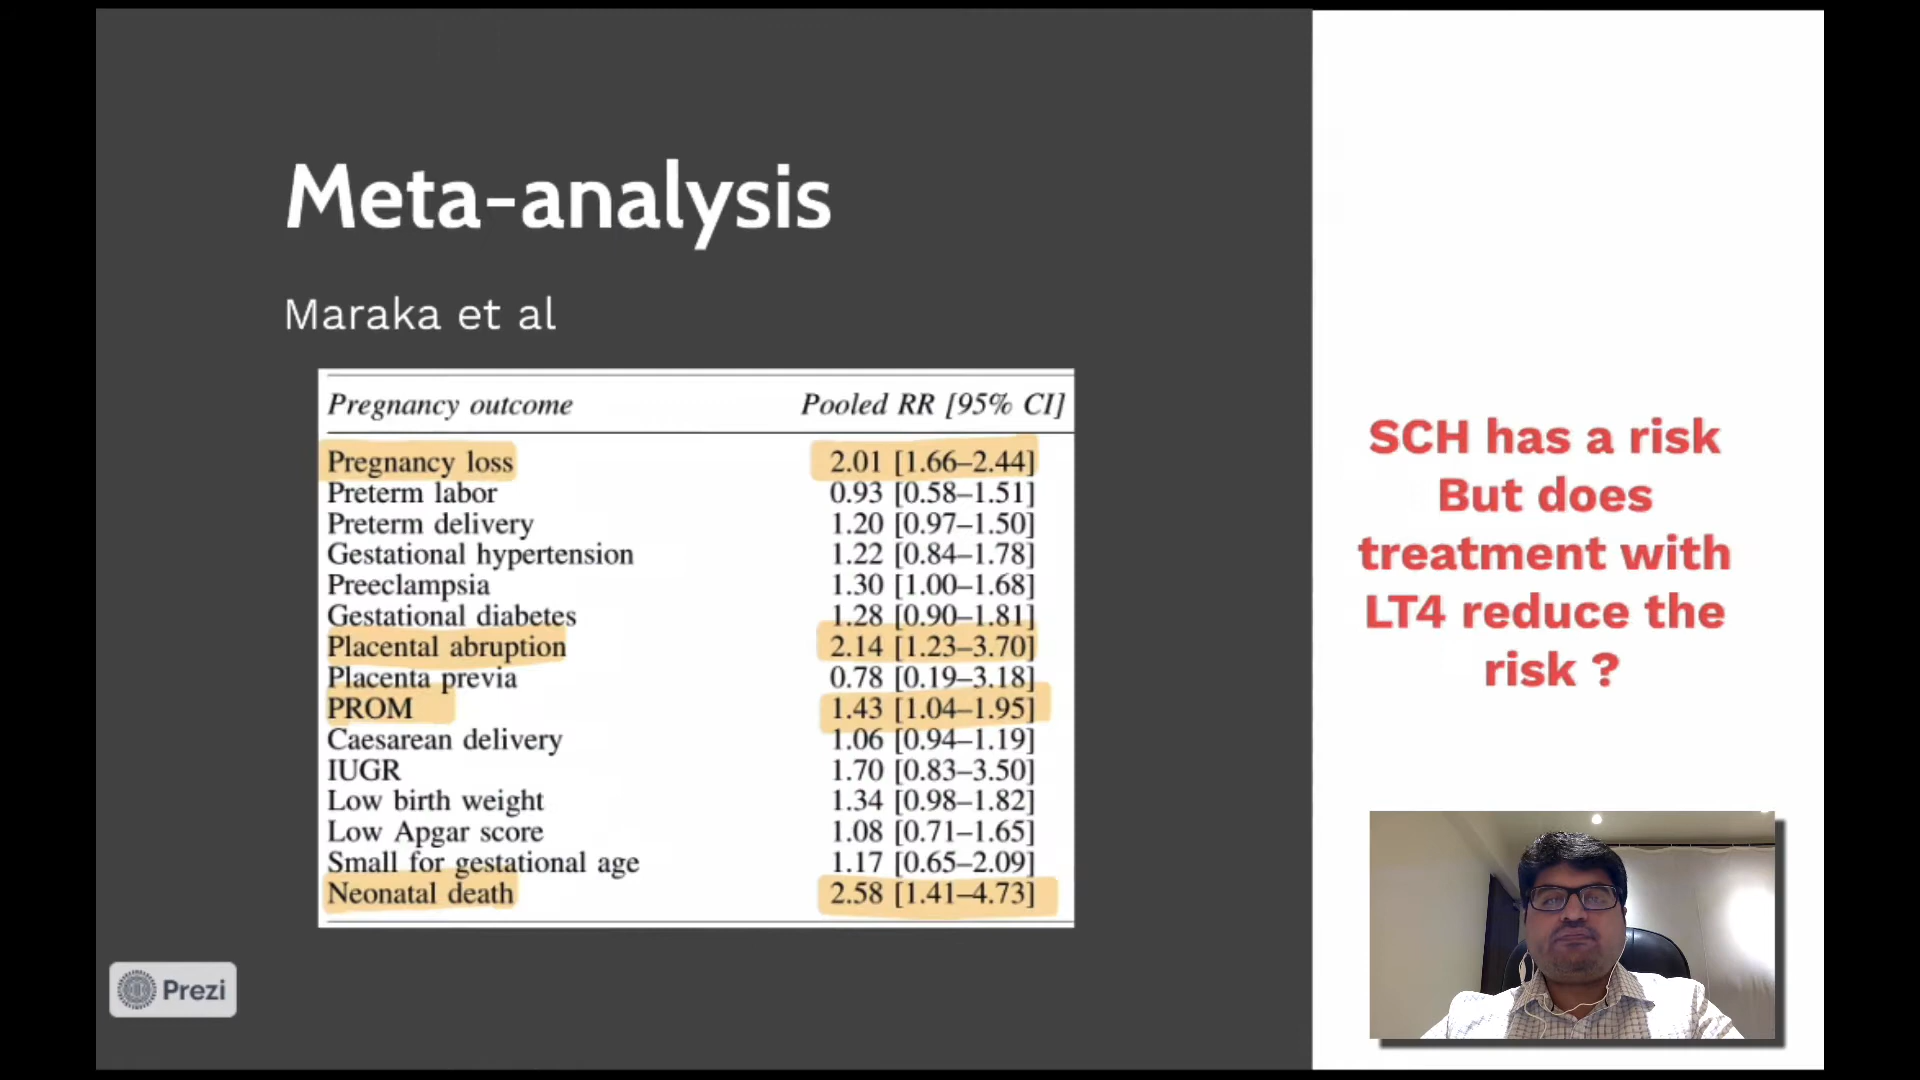 Meta-analysis
Maraka et al
Pregnancy outcome Pooled RR [95% CI]
Pregnancy loss 2.01 [1.66–2.44]
Preterm labor 0.93 [0.58–1.51]
Preterm delivery 1.20 [0.97–1.50]
Gestational hypertension 1.22 [0.84–1.78]
Preeclampsia 1.30 [1.00–1.68]
Gestational diabetes 1.28 [0.90–1.81]
Placental abruption 2.14 [1.23–3.70]
Placenta previa 0.78 [0.19–3.18]
PROM 1.43 [1.04–1.95]
Caesarean delivery 1.06 [0.94–1.19]
IUGR 1.70 [0.83–3.50]
Low birth weight 1.34 [0.98–1.82]
Low Apgar score 1.08 [0.71–1.65]
Small for gestational age 1.17 [0.65–2.09]
Neonatal death 2.58 [1.41–4.73]
SCH has a risk
But does
treatment with
LT4 reduce the
risk ?
Prezi